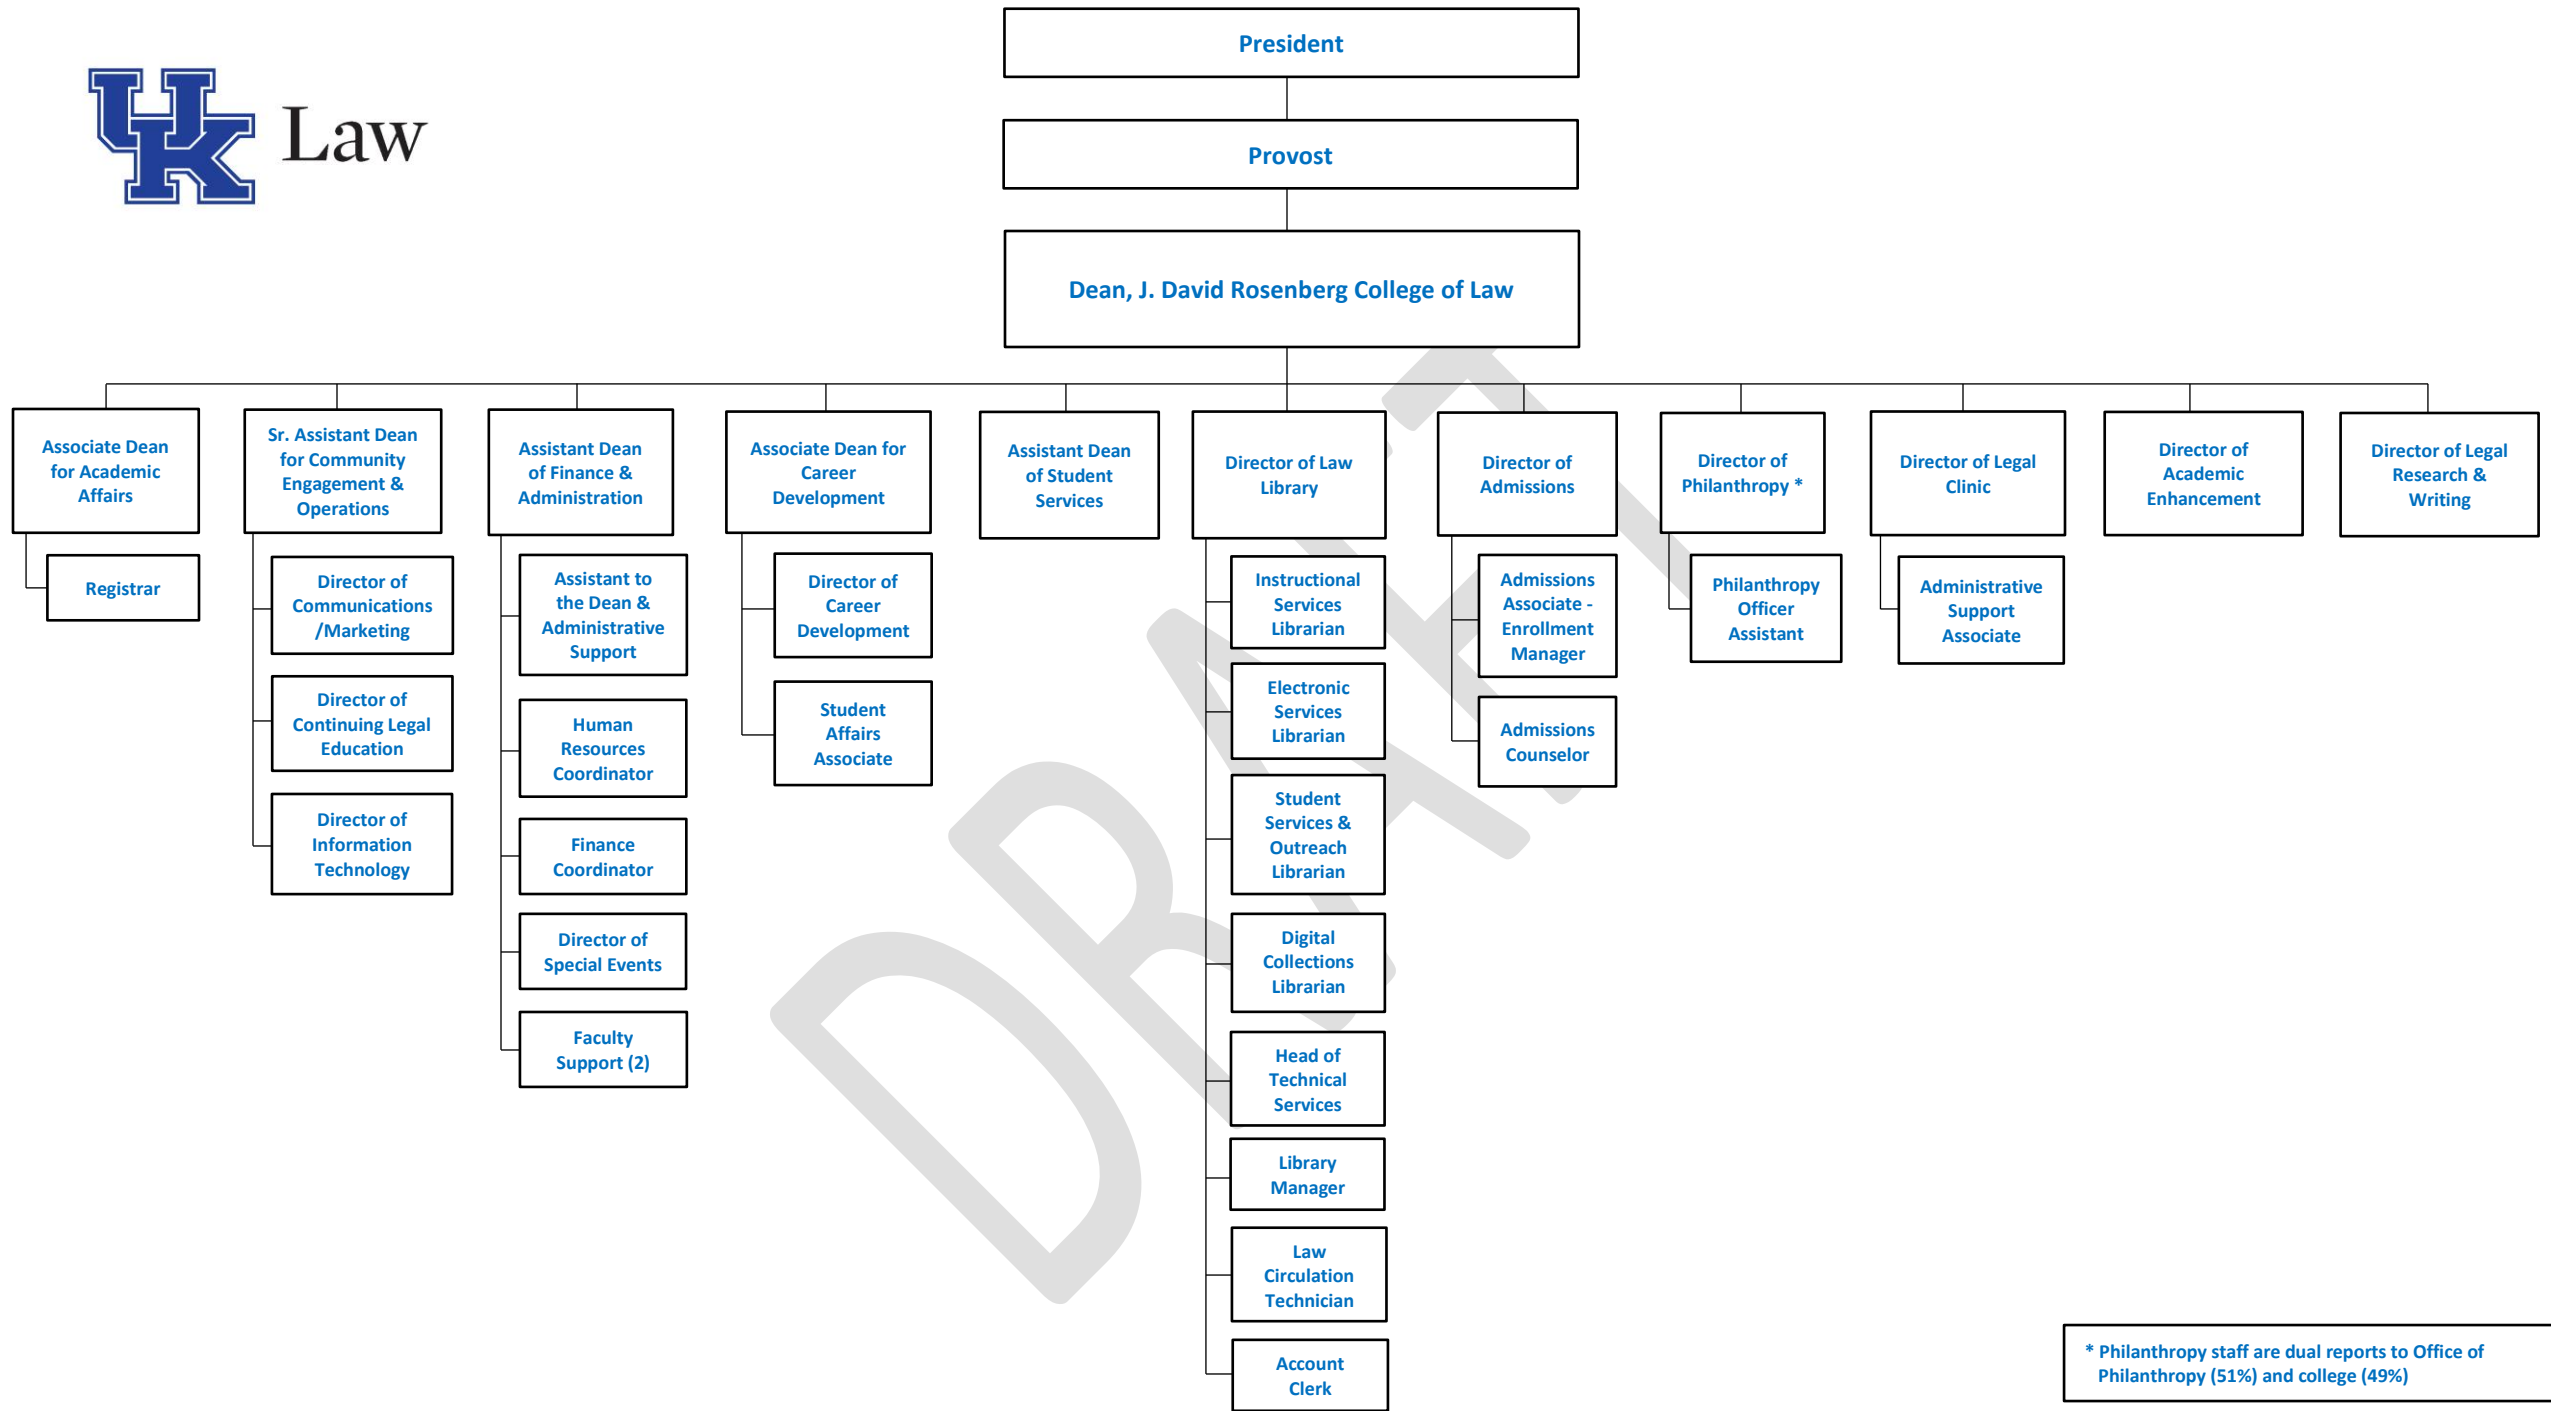 UK Law
President
Provost
Dean, J. David Rosenberg College of Law
Associate Dean
for Academic
Affairs
Registrar
Sr. Assistant Dean
for Community
Engagement &
Operations
Director of
Communications
/Marketing
Director of
Continuing Legal
Education
Director of
Information
Technology
Assistant Dean
of Finance &
Administration
Assistant to
the Dean &
Administrative
Support
Human
Resources
Coordinator
Finance
Coordinator
Director of
Special Events
Faculty
Support (2)
Associate Dean for
Career
Development
Director of
Career
Development
Student
Affairs
Associate
Assistant Dean
of Student
Services
Director of Law
Library
Instructional
Services
Librarian
Electronic
Services
Librarian
Student
Services &
Outreach
Librarian
Digital
Collections
Librarian
Head of
Technical
Services
Library
Manager
Law
Circulation
Technician
Account
Clerk
Director of
Admissions
Admissions
Associate -
Enrollment
Manager
Admissions
Counselor
Director of
Philanthropy *
Philanthropy
Officer
Assistant
Director of Legal
Clinic
Administrative
Support
Associate
Director of
Academic
Enhancement
Director of Legal
Research &
Writing
DRAFT
* Philanthropy staff are dual reports to Office of
Philanthropy (51%) and college (49%)